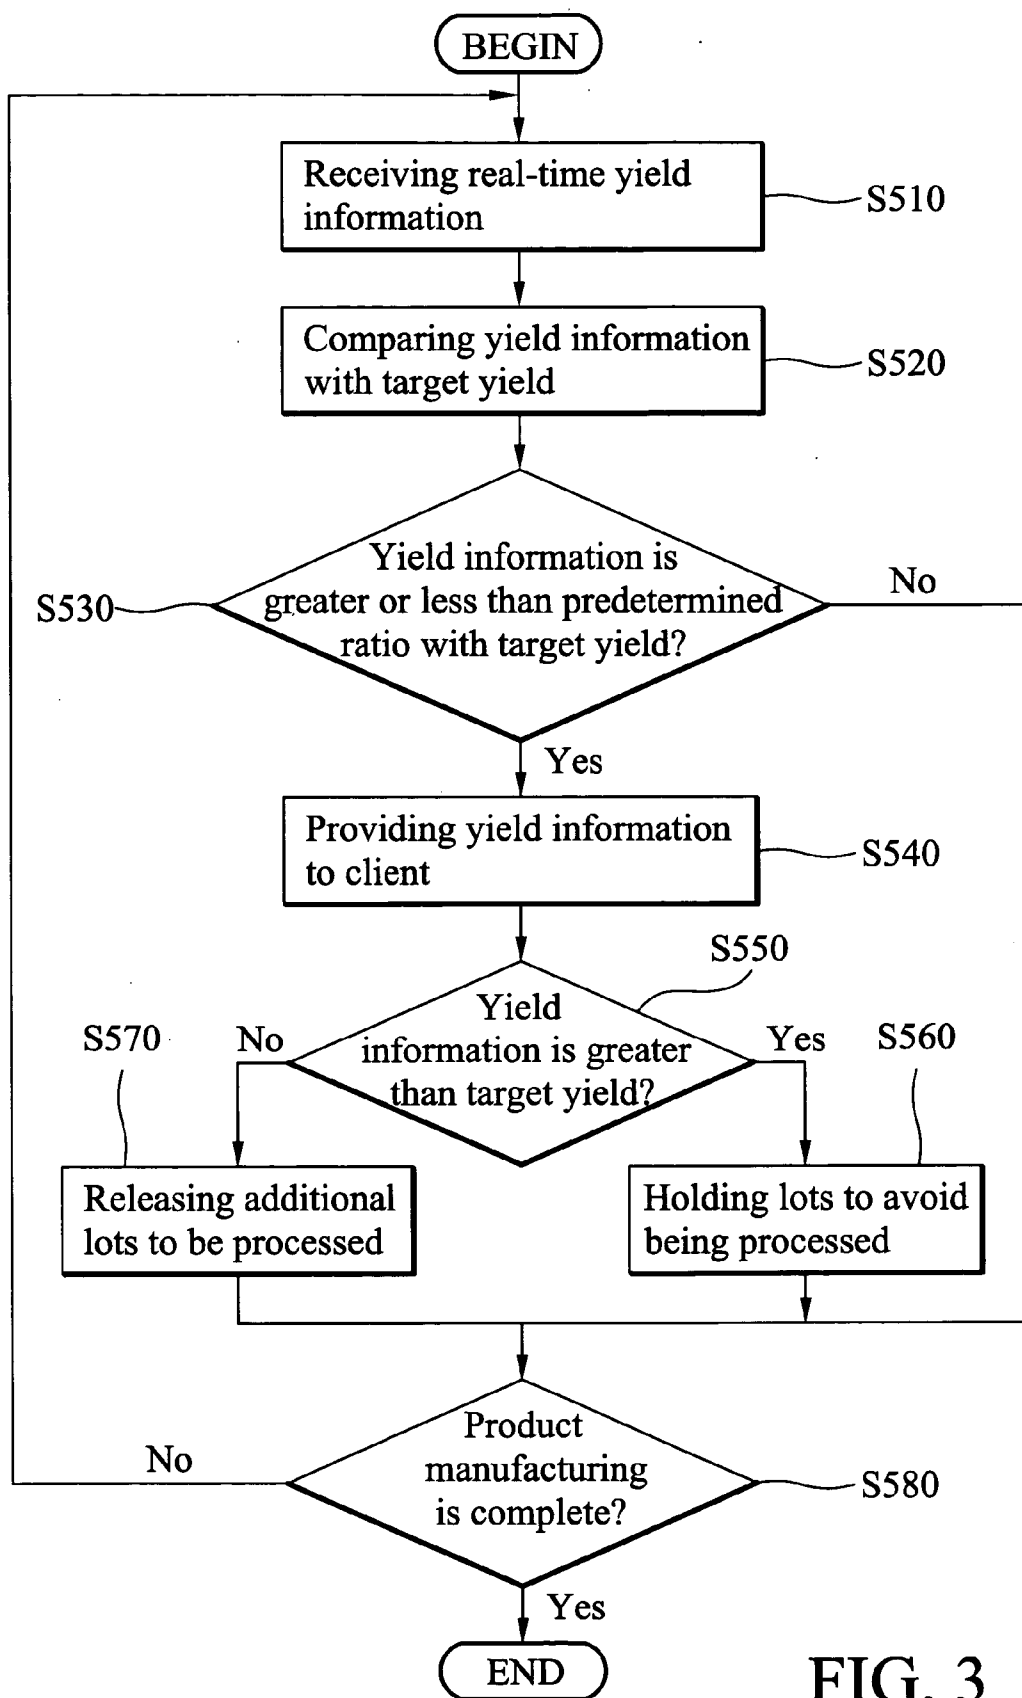 BEGIN
Receiving real-time yield
information
S510
Comparing yield information
with target yield
S520
Yield information is
greater or less than predetermined
ratio with target yield?
S530
No
Yes
Providing yield information
to client
S540
S550
Yield
information is greater
than target yield?
No
Yes
S570
S560
Releasing additional
lots to be processed
Holding lots to avoid
being processed
Product
manufacturing
is complete?
No
S580
Yes
END
FIG. 3